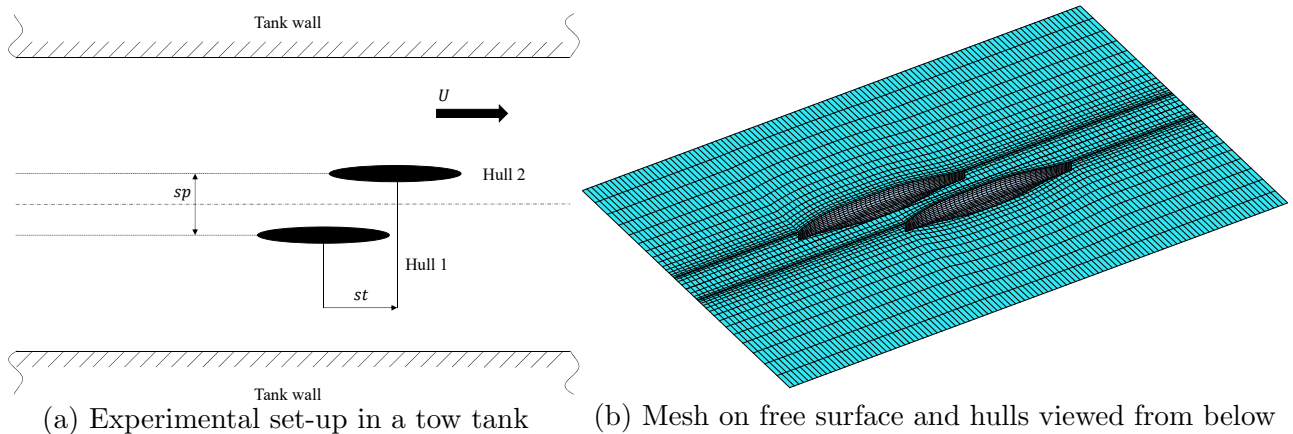 Tank wall
U
Hull 2
sp
Hull 1
st
Tank wall
(a) Experimental set-up in a tow tank
(b) Mesh on free surface and hulls viewed from below